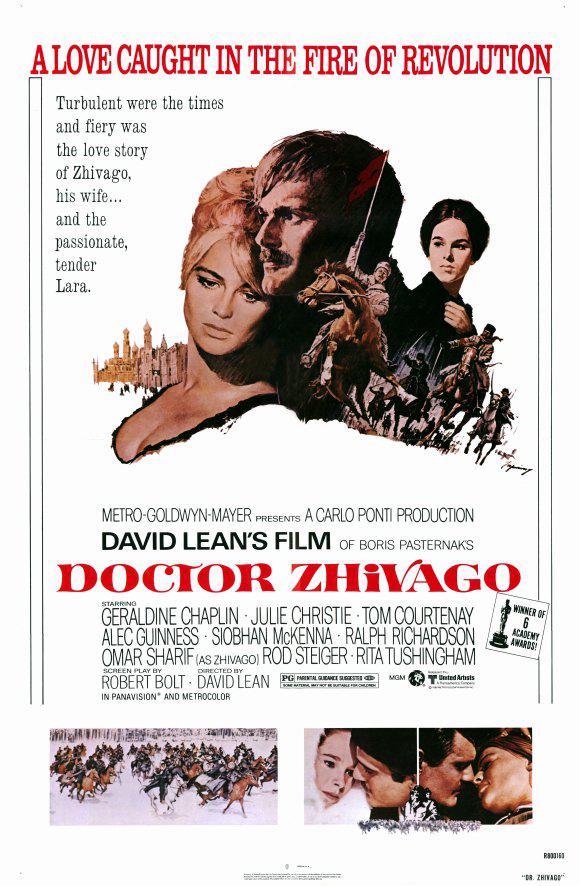 A LOVE CAUGHT IN THE FIRE OF REVOLUTION
Turbulent were the times
and fiery was
the love story
of Zhivago,
his wife...
and the
passionate,
tender
Lara.
METRO-GOLDWYN-MAYER PRESENTS A CARLO PONTI PRODUCTION
DAVID LEAN'S FILM OF BORIS PASTERNAK'S
DOCTOR ZHIVAGO
WINNER OF
6
ACADEMY
AWARDS!
STARRING
GERALDINE CHAPLIN · JULIE CHRISTIE · TOM COURTENAY
ALEC GUINNESS · SIOBHAN McKENNA · RALPH RICHARDSON
OMAR SHARIF (AS ZHIVAGO) ROD STEIGER · RITA TUSHINGHAM
SCREEN PLAY BY DIRECTED BY
ROBERT BOLT · DAVID LEAN
IN PANAVISION® AND METROCOLOR
PG PARENTAL GUIDANCE SUGGESTED
SOME MATERIAL MAY NOT BE SUITABLE FOR CHILDREN
MGM
United Artists
A Transamerica Company
R800160
"DR. ZHIVAGO"